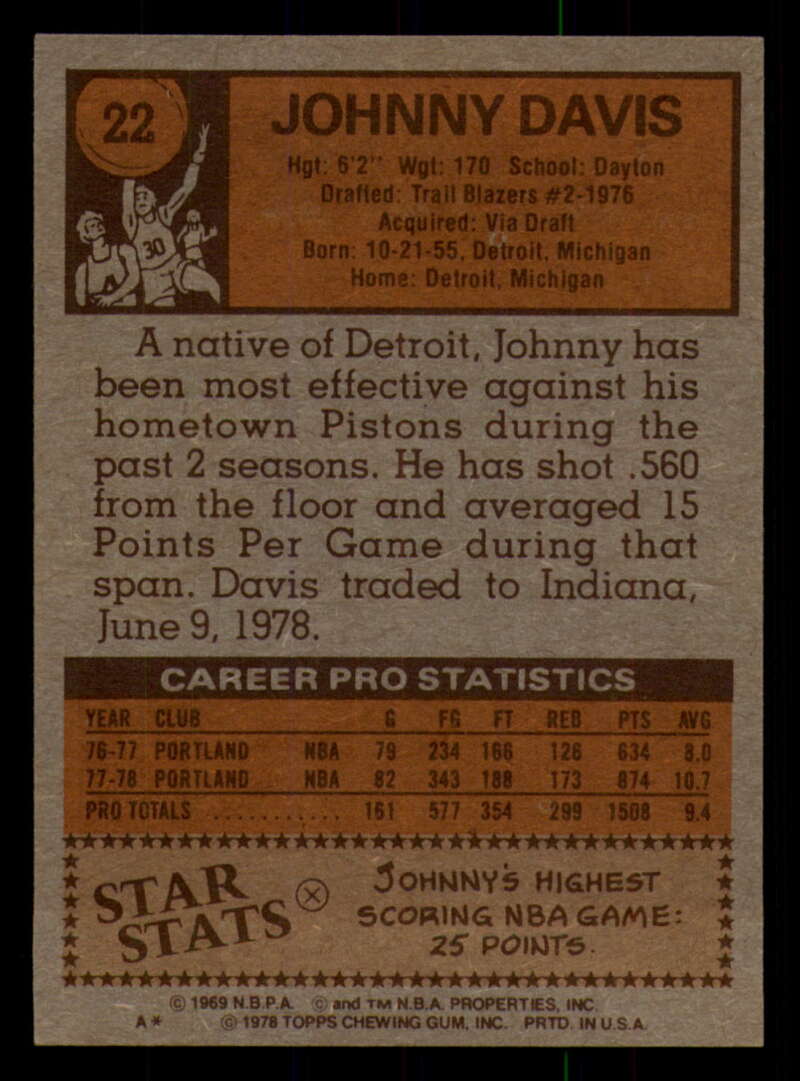 22
30
JOHNNY DAVIS
Hgt: 6'2" Wgt: 170 School: Dayton
Drafted: Trail Blazers #2-1976
Acquired: Via Draft
Born: 10-21-55, Detroit, Michigan
Home: Detroit, Michigan
A native of Detroit, Johnny has
been most effective against his
hometown Pistons during the
past 2 seasons. He has shot .560
from the floor and averaged 15
Points Per Game during that
span. Davis traded to Indiana,
June 9, 1978.
CAREER PRO STATISTICS
YEAR CLUB G FG FT REB PTS AVG
76-77 PORTLAND NBA 79 234 166 126 634 8.0
77-78 PORTLAND NBA 82 343 188 173 874 10.7
PRO TOTALS ........... 161 577 354 299 1508 9.4
STAR
STATS
JOHNNY'S HIGHEST
SCORING NBA GAME:
25 POINTS.
© 1969 N.B.P.A. © and TM N.B.A. PROPERTIES, INC.
A* © 1978 TOPPS CHEWING GUM, INC. PRTD. IN U.S.A.